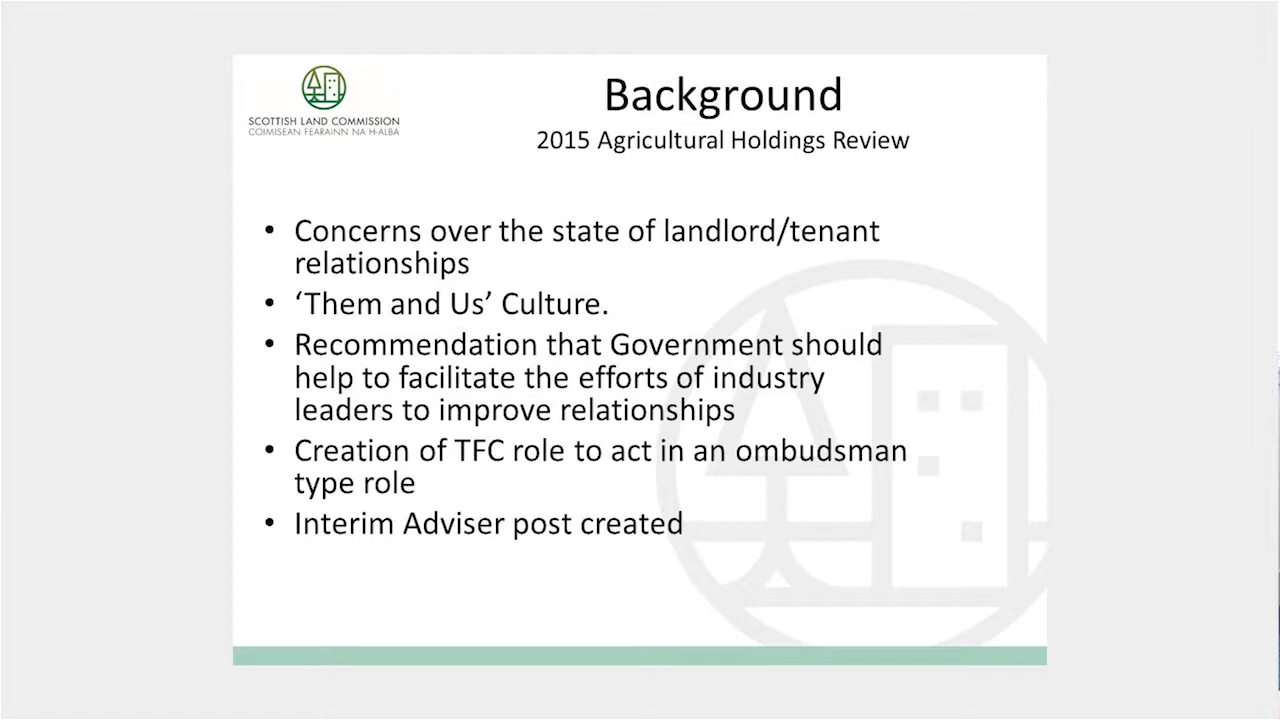 SCOTTISH LAND COMMISSION
COIMISEAN FEARAINN NA H-ALBA
Background
2015 Agricultural Holdings Review
• Concerns over the state of landlord/tenant
relationships
• ‘Them and Us’ Culture.
• Recommendation that Government should
help to facilitate the efforts of industry
leaders to improve relationships
• Creation of TFC role to act in an ombudsman
type role
• Interim Adviser post created